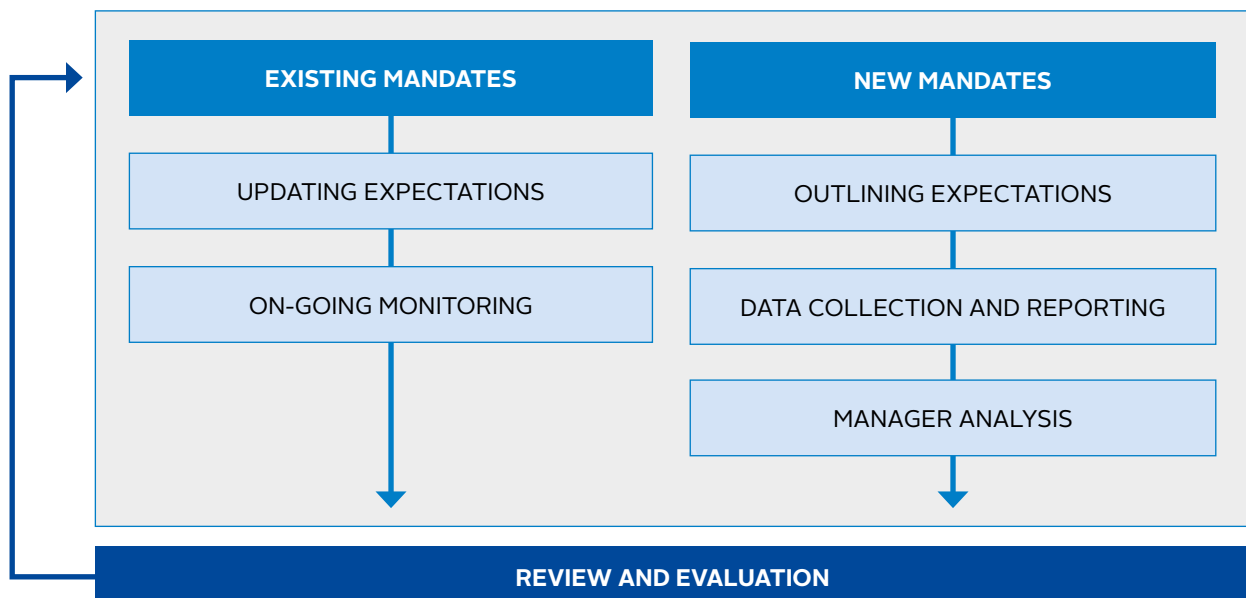 EXISTING MANDATES
UPDATING EXPECTATIONS
ON-GOING MONITORING
NEW MANDATES
OUTLINING EXPECTATIONS
DATA COLLECTION AND REPORTING
MANAGER ANALYSIS
REVIEW AND EVALUATION